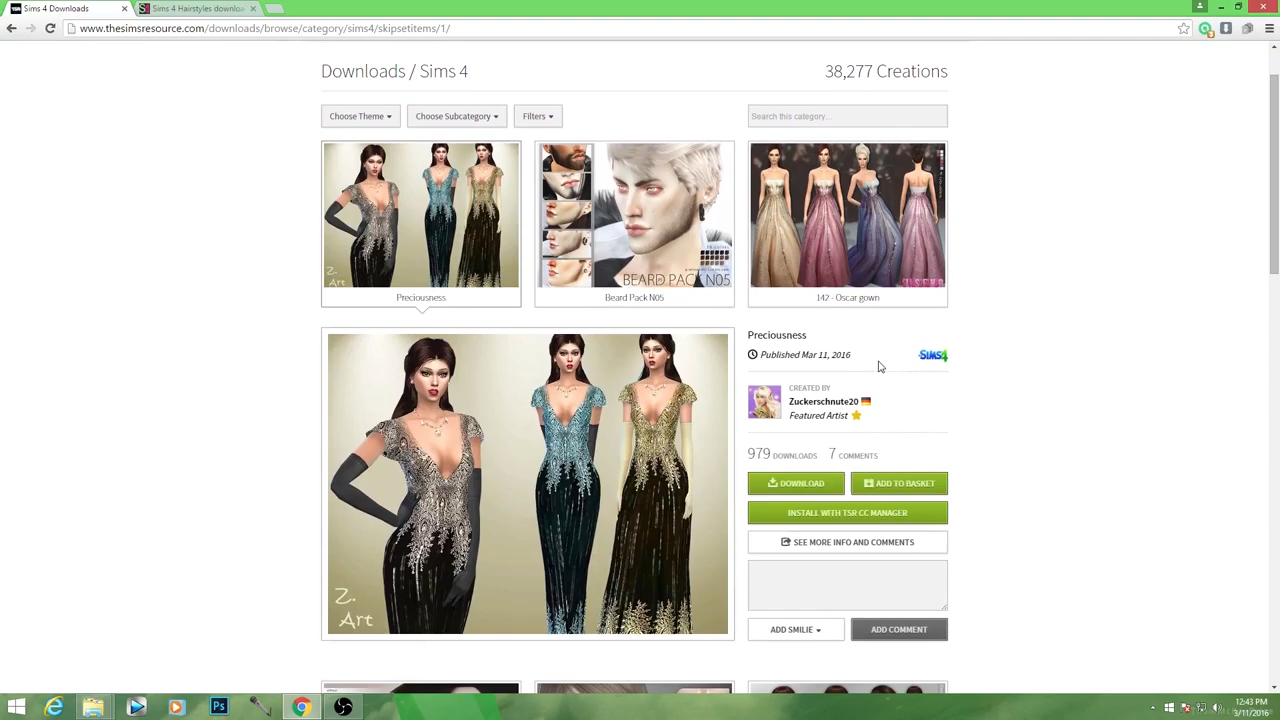 Sims 4 Downloads
Sims 4 Hairstyles downloa
www.thesimsresource.com/downloads/browse/category/sims4/skipsetitems/1/
Downloads / Sims 4
38,277 Creations
Choose Theme
Choose Subcategory
Filters
Search this category...
Z.
Art
BEARD PACK N05
Preciousness
Beard Pack N05
142 - Oscar gown
Preciousness
Published Mar 11, 2016
SIMS4
CREATED BY
Zuckerschnute20
Featured Artist
979 DOWNLOADS 7 COMMENTS
DOWNLOAD
ADD TO BASKET
INSTALL WITH TSR CC MANAGER
SEE MORE INFO AND COMMENTS
Z.
Art
ADD SMILIE
ADD COMMENT
Ps
12:43 PM
3/11/2016